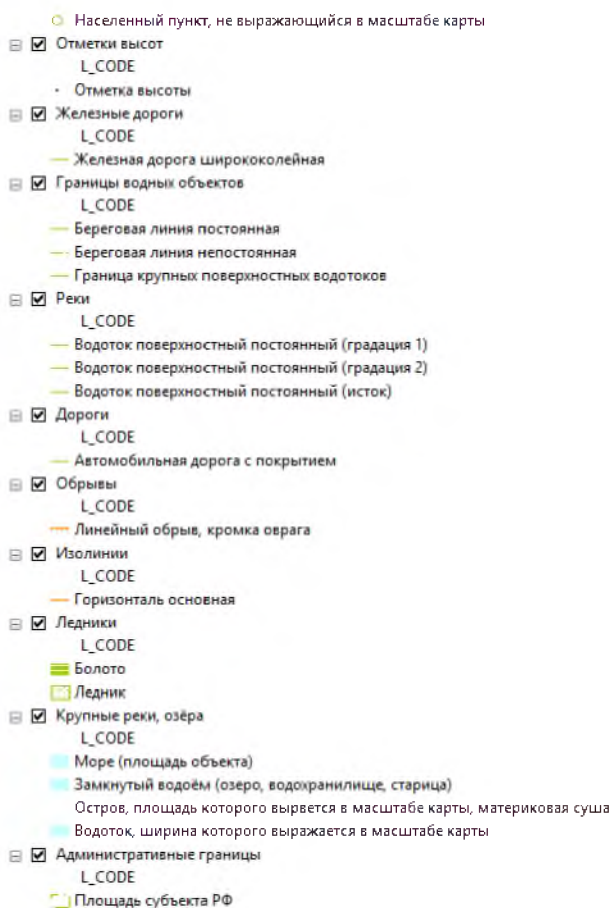 Населенный пункт, не выражающийся в масштабе карты
Отметки высот
L_CODE
Отметка высоты
Железные дороги
L_CODE
Железная дорога ширококолейная
Границы водных объектов
L_CODE
Береговая линия постоянная
Береговая линия непостоянная
Граница крупных поверхностных водотоков
Реки
L_CODE
Водоток поверхностный постоянный (градация 1)
Водоток поверхностный постоянный (градация 2)
Водоток поверхностный постоянный (исток)
Дороги
L_CODE
Автомобильная дорога с покрытием
Обрывы
L_CODE
Линейный обрыв, кромка оврага
Изолинии
L_CODE
Горизонталь основная
Ледники
L_CODE
Болото
Ледник
Крупные реки, озёра
L_CODE
Море (площадь объекта)
Замкнутый водоём (озеро, водохранилище, старица)
Остров, площадь которого вырвется в масштабе карты, материковая суша
Водоток, ширина которого выражается в масштабе карты
Административные границы
L_CODE
Площадь субъекта РФ